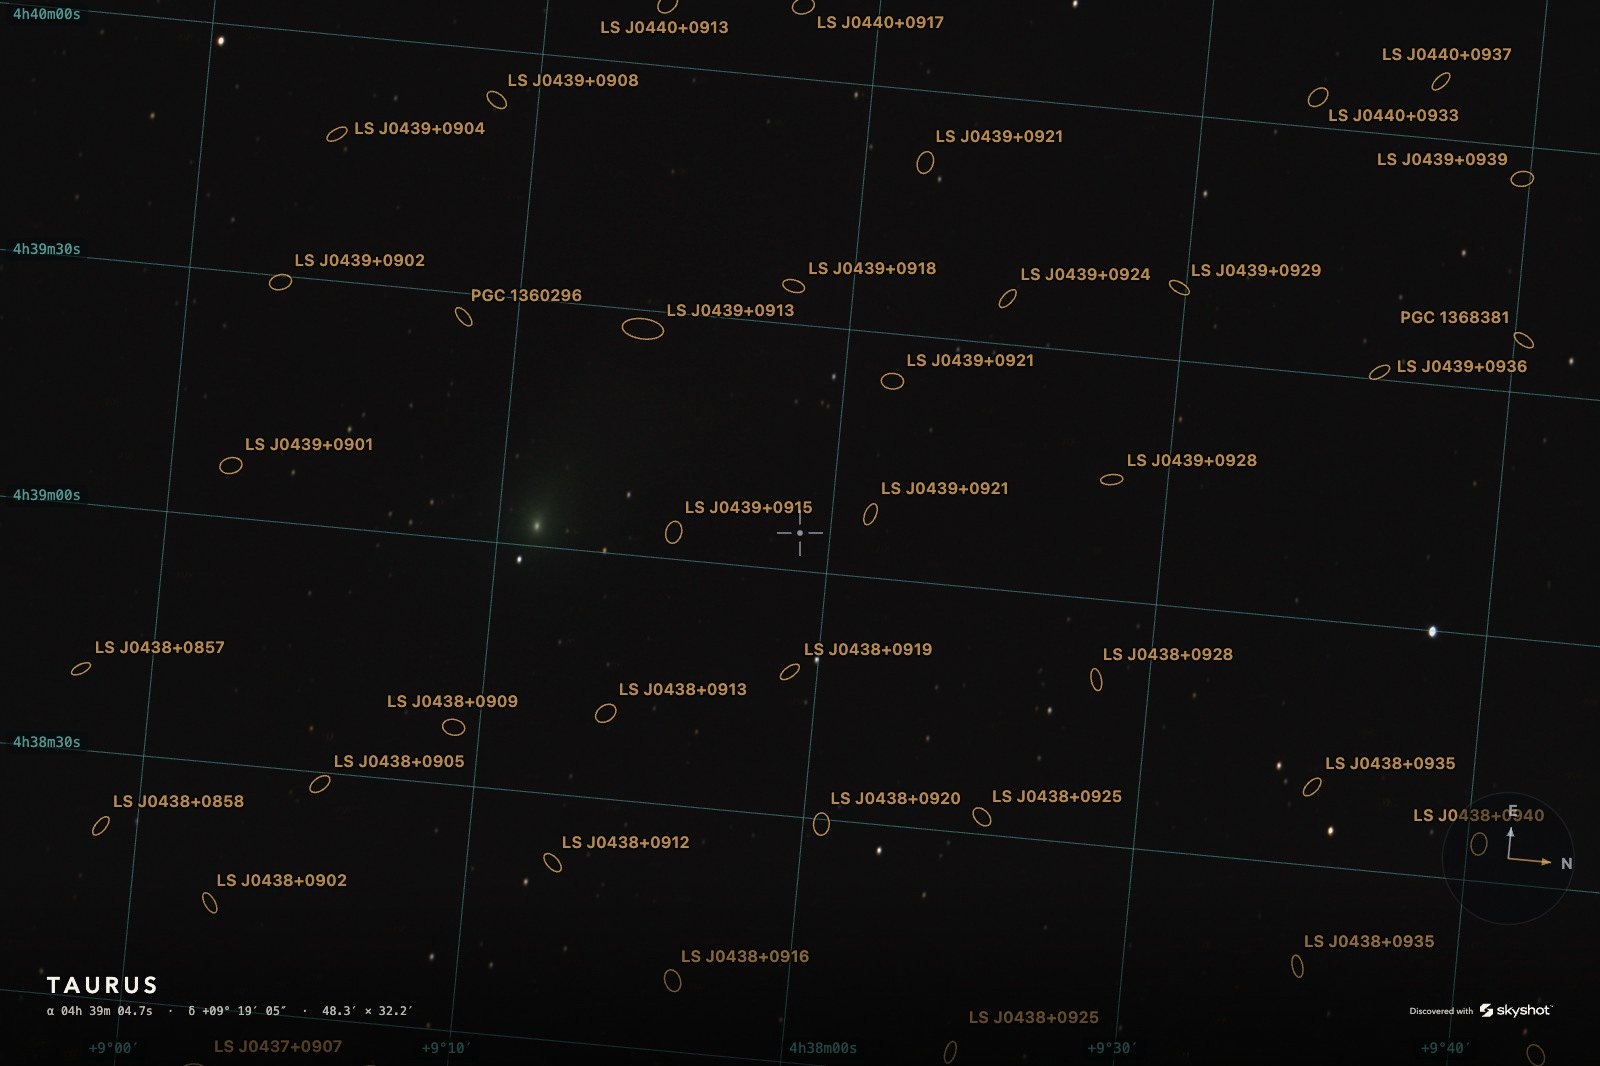 4h40m00s
LS J0440+0913
LS J0440+0917
LS J0440+0937
LS J0439+0908
LS J0440+0933
LS J0439+0904
LS J0439+0921
LS J0439+0939
4h39m30s
LS J0439+0902
LS J0439+0918
LS J0439+0924
LS J0439+0929
PGC 1360296
LS J0439+0913
PGC 1368381
LS J0439+0921
LS J0439+0936
LS J0439+0901
LS J0439+0928
4h39m00s
LS J0439+0921
LS J0439+0915
LS J0438+0857
LS J0438+0919
LS J0438+0928
LS J0438+0913
LS J0438+0909
4h38m30s
LS J0438+0905
LS J0438+0935
LS J0438+0858
LS J0438+0920
LS J0438+0925
LS J0438+0940
E
N
LS J0438+0912
LS J0438+0902
LS J0438+0935
LS J0438+0916
TAURUS
α 04h 39m 04.7s · δ +09° 19′ 05″ · 48.3′ × 32.2′
Discovered with skyshot
LS J0438+0925
LS J0437+0907
+9°00′
+9°10′
4h38m00s
+9°30′
+9°40′